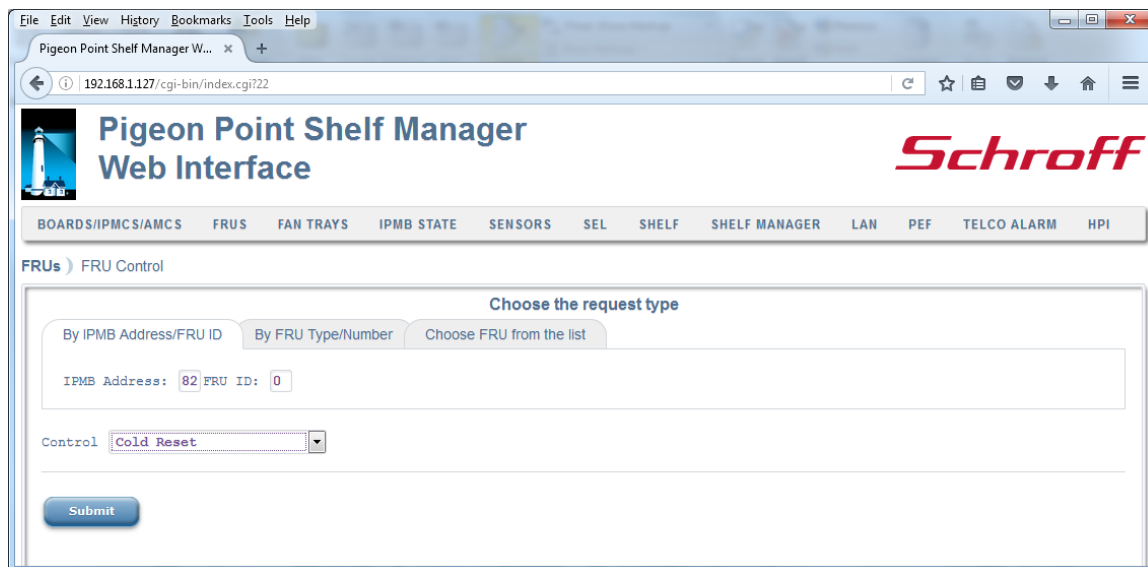 File Edit View History Bookmarks Tools Help
Pigeon Point Shelf Manager W... × +
192.168.1.127/cgi-bin/index.cgi?22
Pigeon Point Shelf Manager
Web Interface
Schroff
BOARDS/IPMCS/AMCS FRUS FAN TRAYS IPMB STATE SENSORS SEL SHELF SHELF MANAGER LAN PEF TELCO ALARM HPI
FRUs ) FRU Control
Choose the request type
By IPMB Address/FRU ID By FRU Type/Number Choose FRU from the list
IPMB Address: 82 FRU ID: 0
Control Cold Reset
Submit